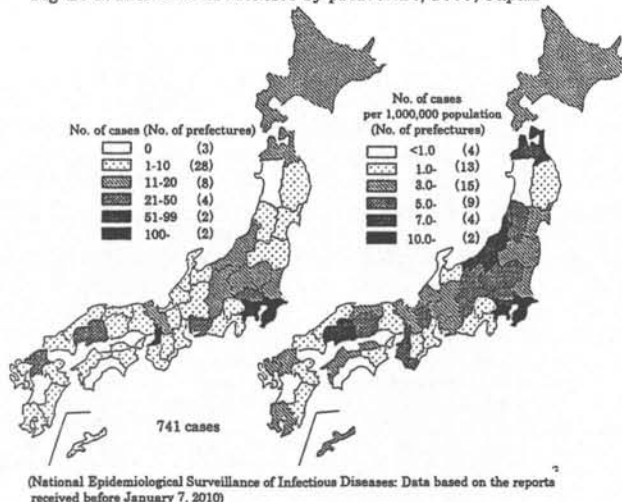 No. of cases (No. of prefectures)
0 (3)
1-10 (28)
11-20 (8)
21-50 (4)
51-99 (2)
100- (2)
No. of cases
per 1,000,000 population
(No. of prefectures)
<1.0 (4)
1.0- (13)
3.0- (15)
5.0- (9)
7.0- (4)
10.0- (2)
741 cases
(National Epidemiological Surveillance of Infectious Diseases: Data based on the reports
received before January 7, 2010)